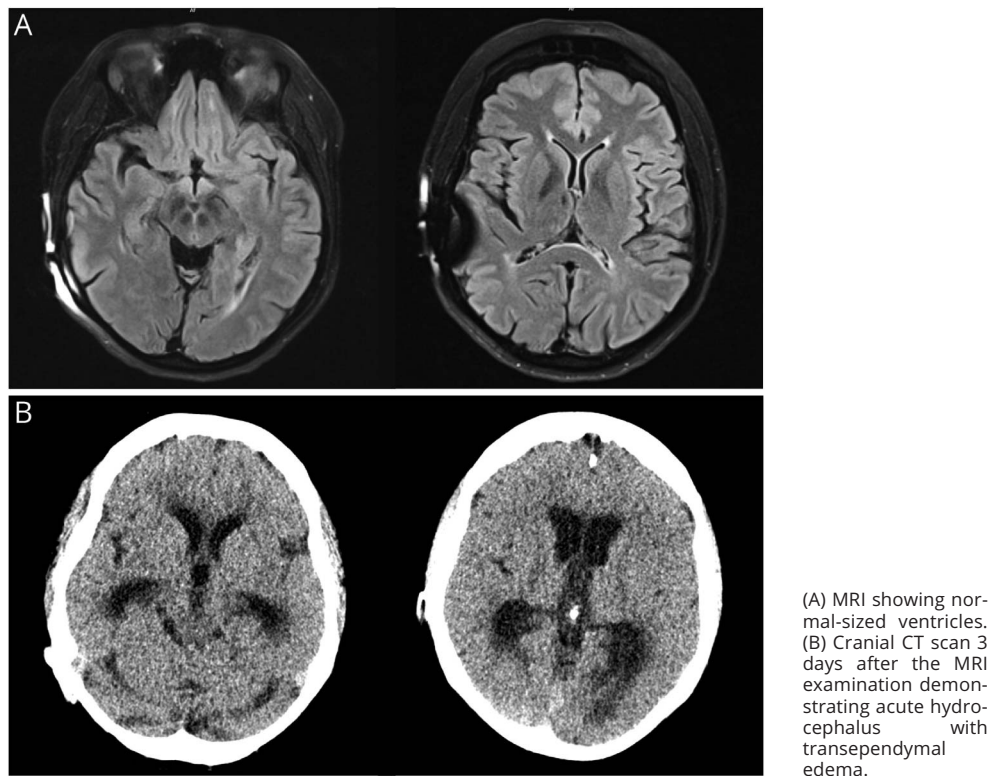 A
B
(A) MRI showing nor-
mal-sized ventricles.
(B) Cranial CT scan 3
days after the MRI
examination demon-
strating acute hydro-
cephalus with
transependymal
edema.